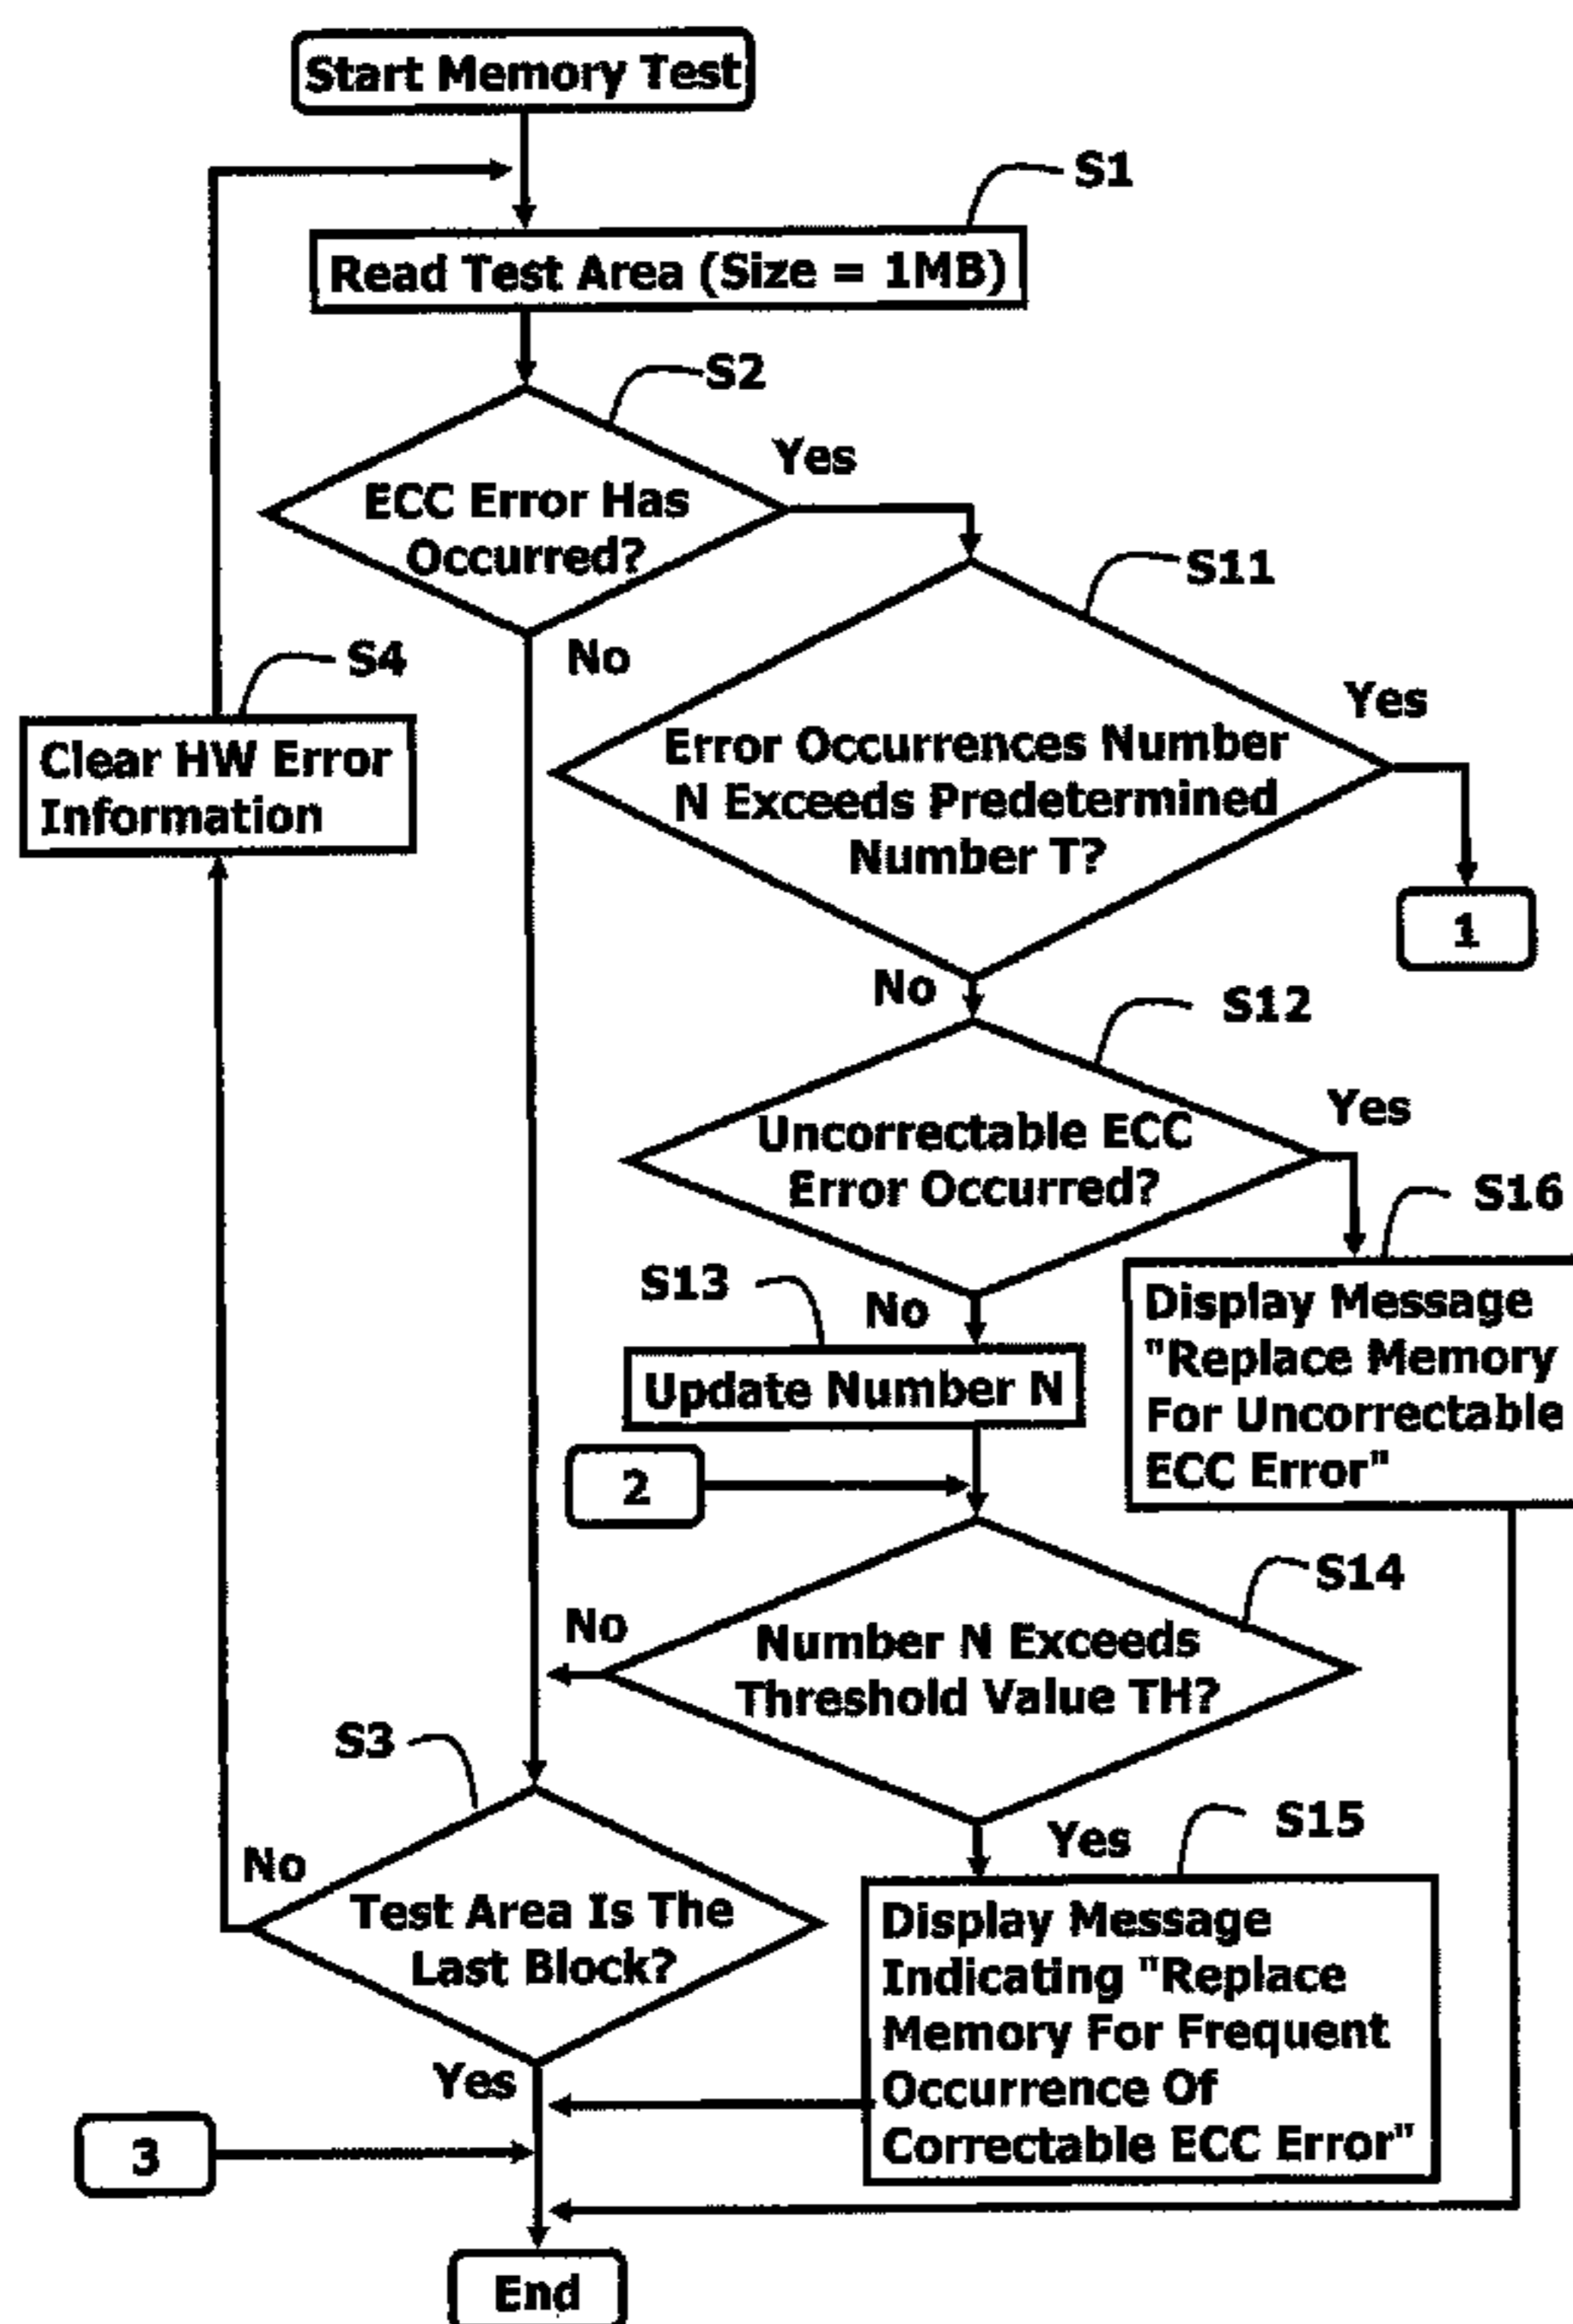 Start Memory Test
S1
Read Test Area (Size = 1MB)
S2
Yes
ECC Error Has
Occurred?
S11
No
S4
Yes
Clear HW Error
Information
Error Occurrences Number
N Exceeds Predetermined
Number T?
1
No
S12
Yes
Uncorrectable ECC
Error Occurred?
S16
S13
No
Display Message
"Replace Memory
For Uncorrectable
ECC Error"
Update Number N
2
S14
No
Number N Exceeds
Threshold Value TH?
S3
S15
Yes
No
Test Area Is The
Last Block?
Display Message
Indicating "Replace
Memory For Frequent
Occurrence Of
Correctable ECC Error"
Yes
3
End